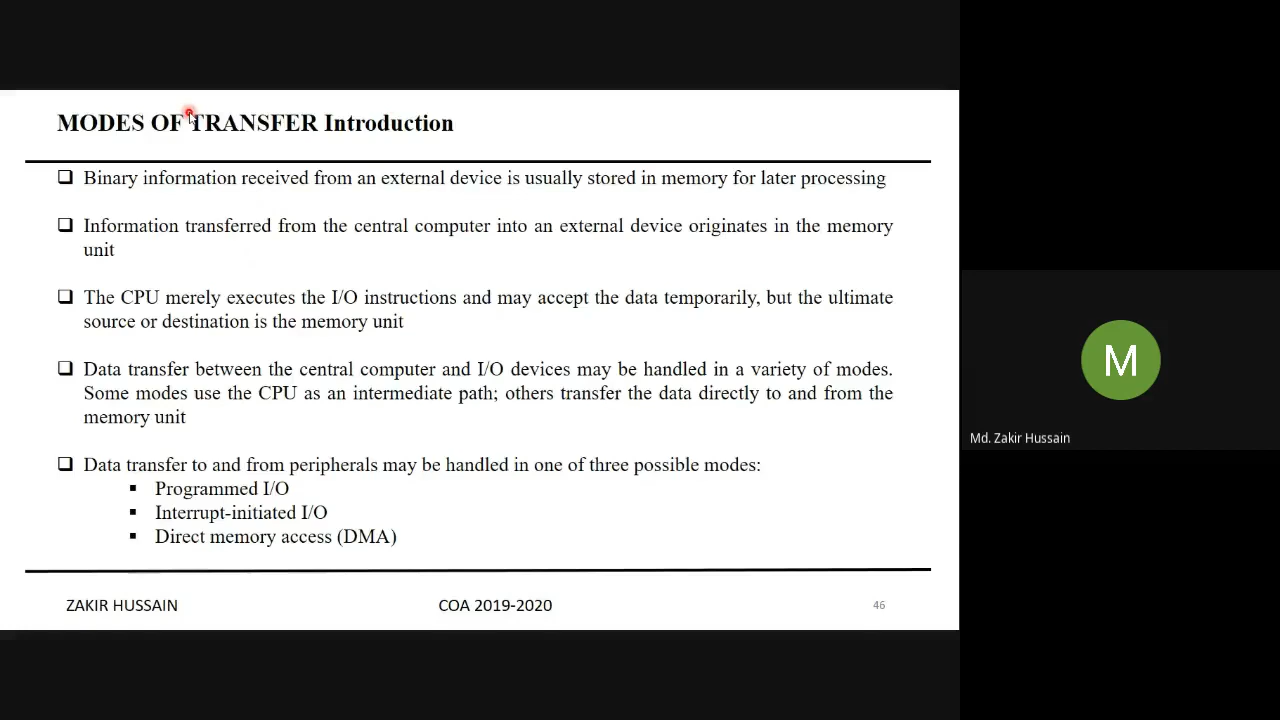 MODES OF TRANSFER Introduction
❑ Binary information received from an external device is usually stored in memory for later processing
❑ Information transferred from the central computer into an external device originates in the memory
unit
❑ The CPU merely executes the I/O instructions and may accept the data temporarily, but the ultimate
source or destination is the memory unit
❑ Data transfer between the central computer and I/O devices may be handled in a variety of modes.
Some modes use the CPU as an intermediate path; others transfer the data directly to and from the
memory unit
❑ Data transfer to and from peripherals may be handled in one of three possible modes:
▪ Programmed I/O
▪ Interrupt-initiated I/O
▪ Direct memory access (DMA)
ZAKIR HUSSAIN COA 2019-2020 46
M
Md. Zakir Hussain